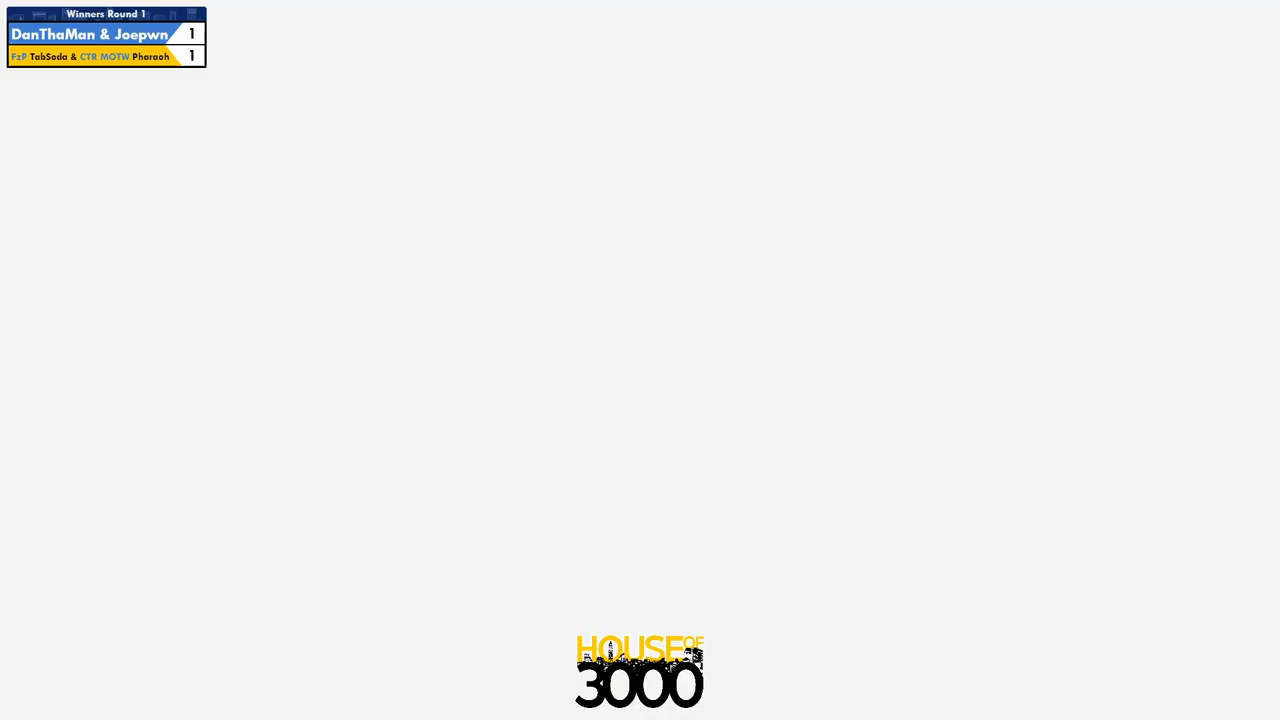 Winners Round 1
DanThaMan & Joepwn 1
FzP TabSoda & CTR MOTW Pharaoh 1
HOUSE OF
3000